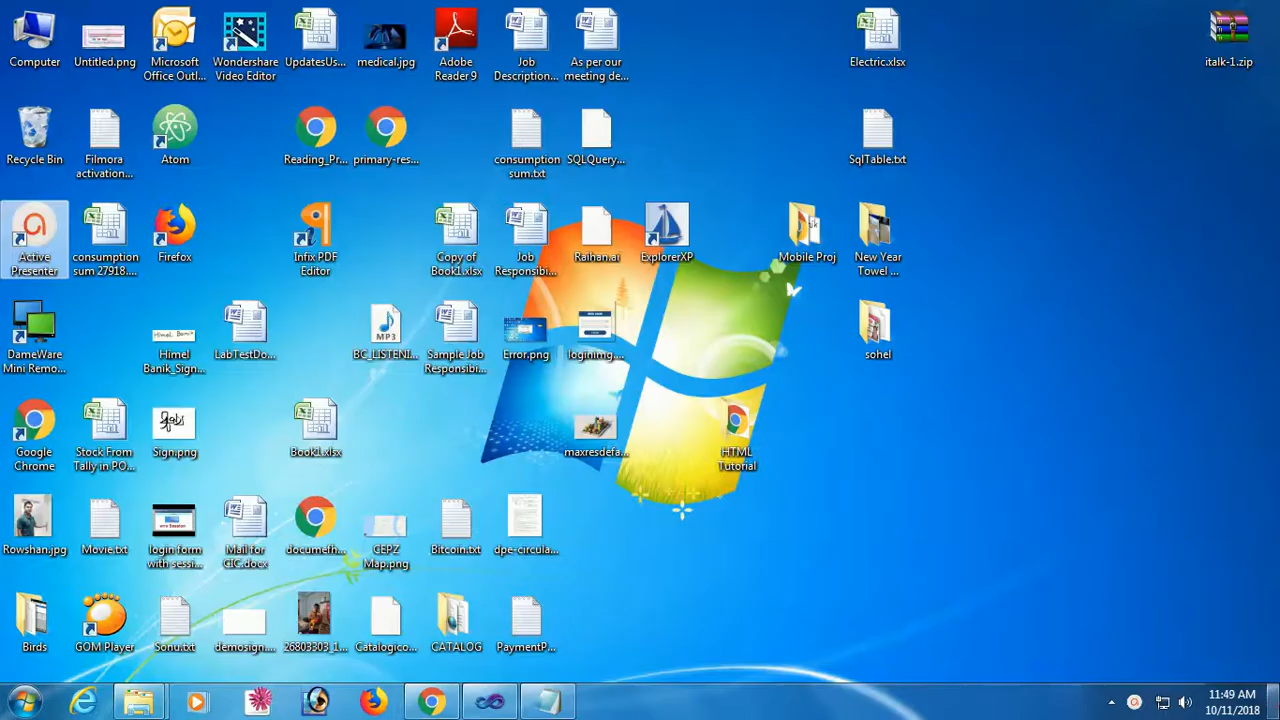 Computer
Untitled.png
Microsoft
Office Outl...
Wondershare
Video Editor
UpdatesUs...
medical.jpg
Adobe
Reader 9
Job
Description...
As per our
meeting de...
Electric.xlsx
italk-1.zip
Recycle Bin
Filmora
activation...
Atom
Reading_Pr...
primary-res...
consumption
sum.txt
SQLQuery...
SqlTable.txt
Active
Presenter
consumption
sum 27918....
Firefox
Infix PDF
Editor
Copy of
Book1.xlsx
Job
Responsibi...
Raihan.ai
ExplorerXP
Mobile Proj
New Year
Towel ...
DameWare
Mini Remo...
Himel
Banik_Sign...
LabTestDo...
MP3
BC_LISTENI...
Sample Job
Responsibi...
Error.png
loginimg....
sohel
Google
Chrome
Stock From
Tally in PO...
Sign.png
Book1.xlsx
maxresdefa...
HTML
Tutorial
Rowshan.jpg
Movie.txt
login form
with sessi...
Mail for
CIC.docx
documefh...
CEPZ
Map.png
Bitcoin.txt
dpe-circula...
Birds
GOM Player
Sonu.txt
demosign....
26803303_1...
Catalogico...
CATALOG
PaymentP...
11:49 AM
10/11/2018